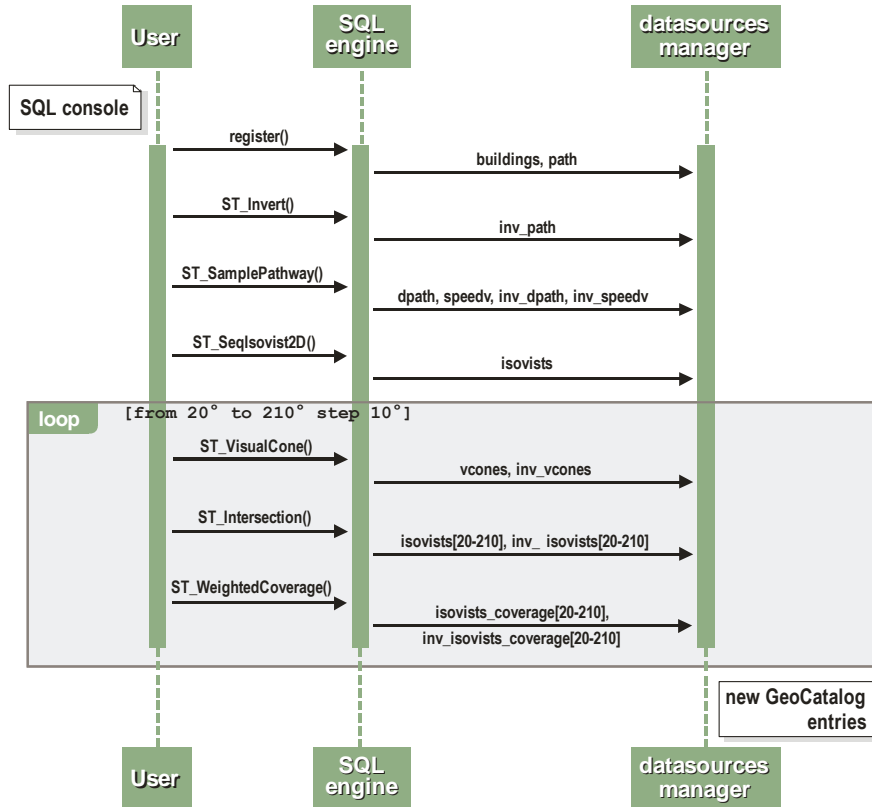 User
SQL
engine
datasources
manager
SQL console
register()
buildings, path
ST_Invert()
inv_path
ST_SamplePathway()
dpath, speedv, inv_dpath, inv_speedv
ST_SeqIsovist2D()
isovists
loop
[from 20° to 210° step 10°]
ST_VisualCone()
vcones, inv_vcones
ST_Intersection()
isovists[20-210], inv_ isovists[20-210]
ST_WeightedCoverage()
isovists_coverage[20-210],
inv_isovists_coverage[20-210]
new GeoCatalog
entries
User
SQL
engine
datasources
manager